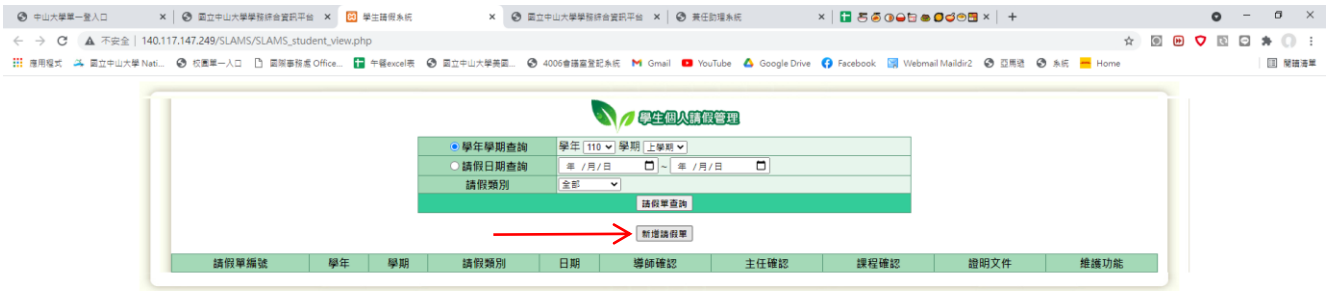 中山大學單一登入口
國立中山大學學務綜合資訊平台
學生請假系統
國立中山大學學務綜合資訊平台
兼任助理系統
不安全 | 140.117.147.249/SLAMS/SLAMS_student_view.php
應用程式 國立中山大學 Nati... 校園單一入口 國際事務處 Office... 午餐excel表 國立中山大學美國... 4006會議室登記系統 Gmail YouTube Google Drive Facebook Webmail Maildir2 亞馬遜 系統 Home 閱讀清單
學生個人請假管理
學年學期查詢 學年 110 學期 上學期
請假日期查詢 年 /月/日 ~ 年 /月/日
請假類別 全部
請假單查詢
新增請假單
請假單編號 學年 學期 請假類別 日期 導師確認 主任確認 課程確認 證明文件 維護功能